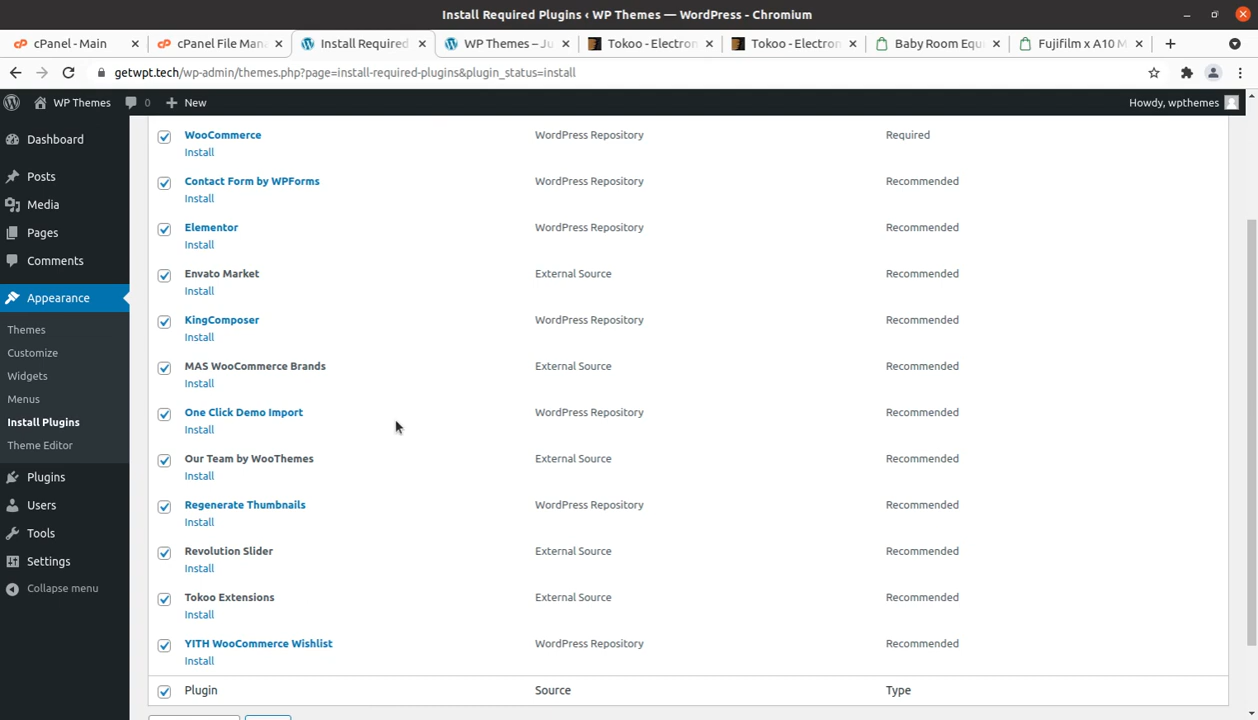 Install Required Plugins ‹ WP Themes — WordPress - Chromium
cPanel - Main
cPanel File Mana
Install Required
WP Themes – Ju
Tokoo - Electron
Tokoo - Electron
Baby Room Equi
Fujifilm x A10 M
getwpt.tech/wp-admin/themes.php?page=install-required-plugins&plugin_status=install
WP Themes 0 New Howdy, wpthemes
Dashboard
Posts
Media
Pages
Comments
Appearance
Themes
Customize
Widgets
Menus
Install Plugins
Theme Editor
Plugins
Users
Tools
Settings
Collapse menu
WooCommerce WordPress Repository Required
Install
Contact Form by WPForms WordPress Repository Recommended
Install
Elementor WordPress Repository Recommended
Install
Envato Market External Source Recommended
Install
KingComposer WordPress Repository Recommended
Install
MAS WooCommerce Brands External Source Recommended
Install
One Click Demo Import WordPress Repository Recommended
Install
Our Team by WooThemes External Source Recommended
Install
Regenerate Thumbnails WordPress Repository Recommended
Install
Revolution Slider External Source Recommended
Install
Tokoo Extensions External Source Recommended
Install
YITH WooCommerce Wishlist WordPress Repository Recommended
Install
Plugin Source Type